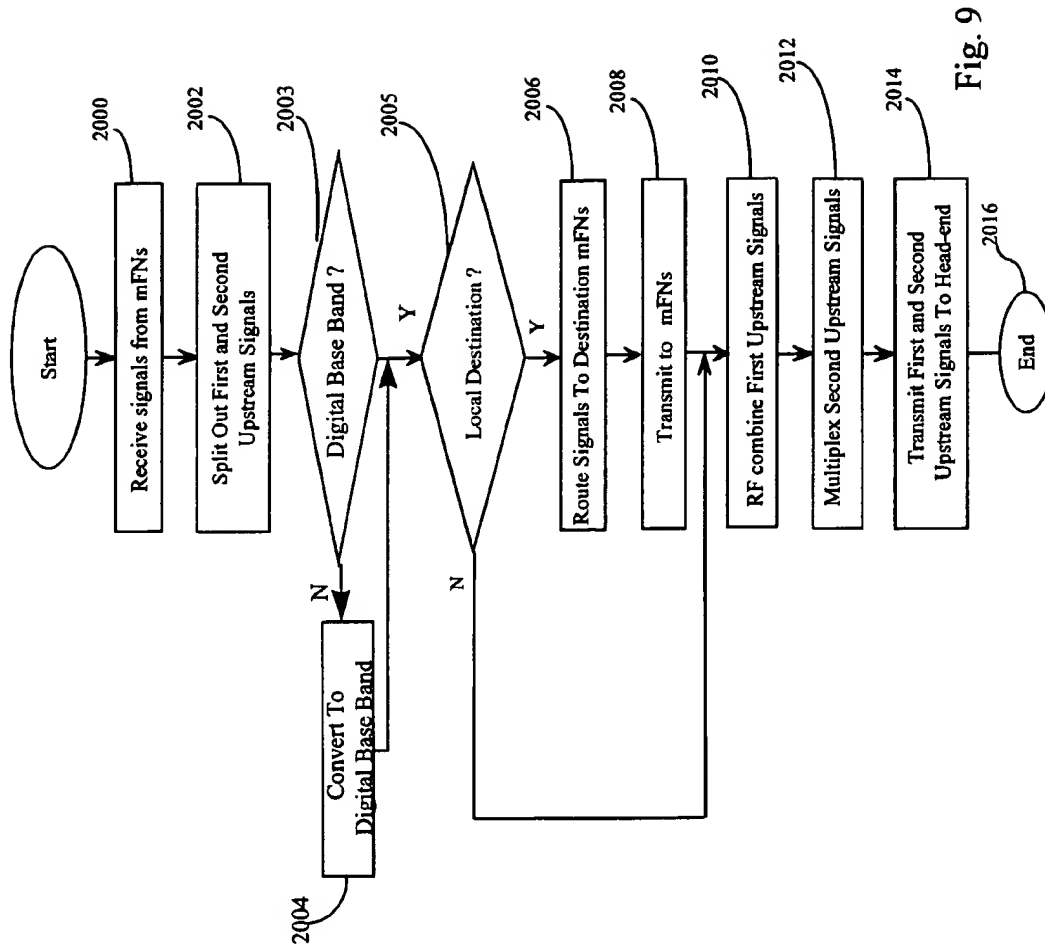 Start
2000
Receive signals from mFNs
2002
Split Out First and Second
Upstream Signals
2003
Digital Base Band ?
N
Y
2004
Convert To
Digital Base Band
2005
Local Destination ?
N
Y
2006
Route Signals To Destination mFNs
2008
Transmit to mFNs
2010
RF combine First Upstream Signals
2012
Multiplex Second Upstream Signals
2014
Transmit First and Second
Upstream Signals To Head-end
2016
End
Fig. 9